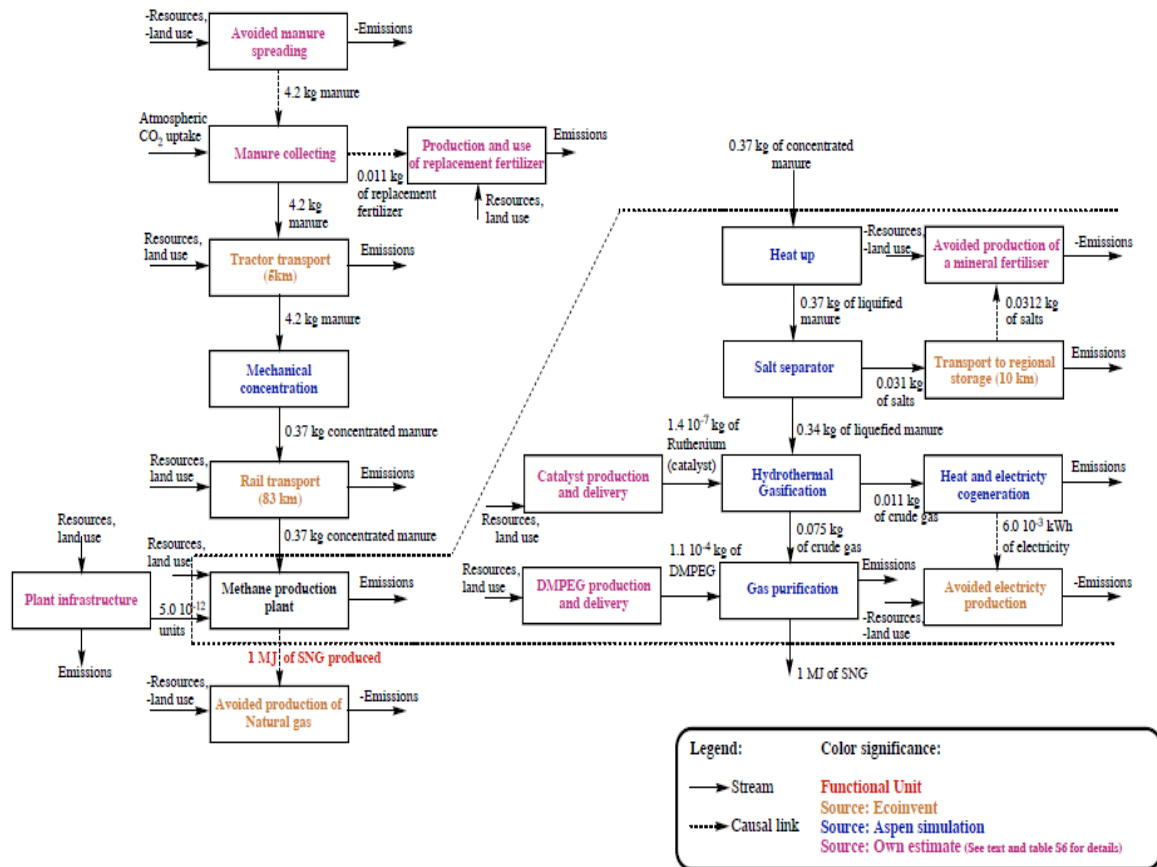 -Resources,
-land use
Avoided manure
spreading
-Emissions
4.2 kg manure
Atmospheric
CO2 uptake
Manure collecting
Production and use
of replacement fertilizer
Emissions
0.011 kg
of replacement
fertilizer
Resources,
land use
4.2 kg
manure
Resources,
land use
Tractor transport
(5km)
Emissions
4.2 kg manure
Mechanical
concentration
0.37 kg concentrated manure
Resources,
land use
Rail transport
(83 km)
Emissions
0.37 kg concentrated manure
Resources,
land use
Resources,
land use
Plant infrastructure
5.0 10-12
units
Emissions
Methane production
plant
Emissions
1 MJ of SNG produced
-Resources,
-land use
Avoided production of
Natural gas
-Emissions
0.37 kg of concentrated
manure
Heat up
-Resources,
-land use
Avoided production of
a mineral fertiliser
-Emissions
0.37 kg of liquified
manure
0.0312 kg
of salts
Salt separator
0.031 kg
of salts
Transport to regional
storage (10 km)
Emissions
0.34 kg of liquefied manure
1.4 10-7 kg of
Ruthenium
(catalyst)
Catalyst production
and delivery
Resources,
land use
Hydrothermal
Gasification
0.011 kg
of crude gas
Heat and electricty
cogeneration
Emissions
0.075 kg
of crude gas
6.0 10-3 kWh
of electricity
1.1 10-4 kg of
DMPEG
Resources,
land use
DMPEG production
and delivery
Gas purification
Emissions
-Resources,
-land use
Avoided electricity
production
-Emissions
1 MJ of SNG
Legend:
Color significance:
Stream
Functional Unit
Source: Ecoinvent
Causal link
Source: Aspen simulation
Source: Own estimate (See text and table S6 for details)